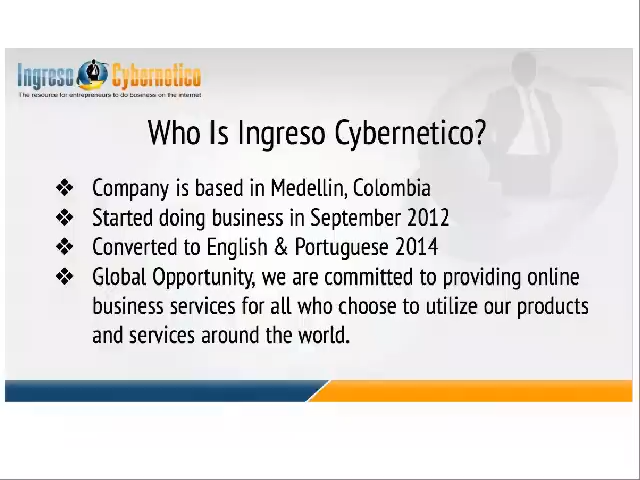 Ingreso Cybernetico
The resource for entrepreneurs to do business on the internet
Who Is Ingreso Cybernetico?
❖ Company is based in Medellin, Colombia
❖ Started doing business in September 2012
❖ Converted to English & Portuguese 2014
❖ Global Opportunity, we are committed to providing online
business services for all who choose to utilize our products
and services around the world.